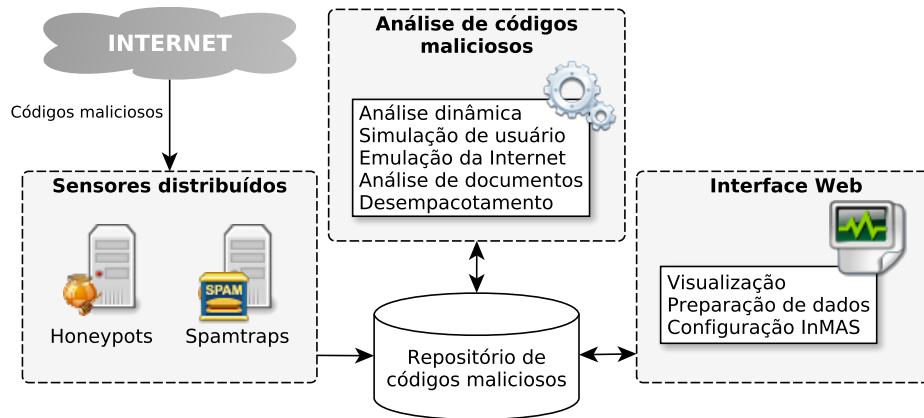 INTERNET
Códigos maliciosos
Sensores distribuídos
SPAM
Honeypots
Spamtraps
Análise de códigos
maliciosos
Análise dinâmica
Simulação de usuário
Emulação da Internet
Análise de documentos
Desempacotamento
Repositório de
códigos maliciosos
Interface Web
Visualização
Preparação de dados
Configuração InMAS